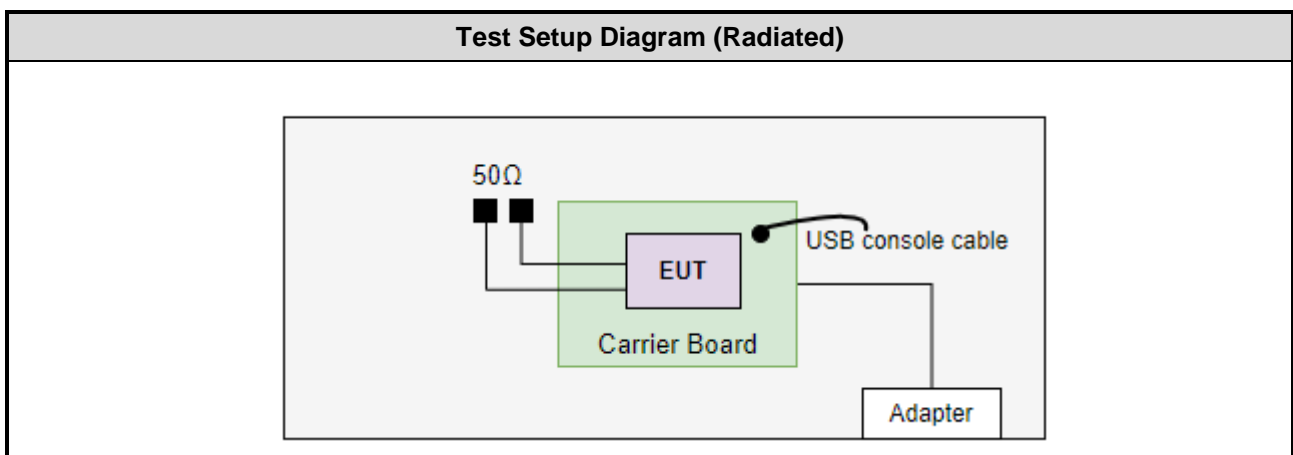 Test Setup Diagram (Radiated)
50Ω
USB console cable
EUT
Carrier Board
Adapter